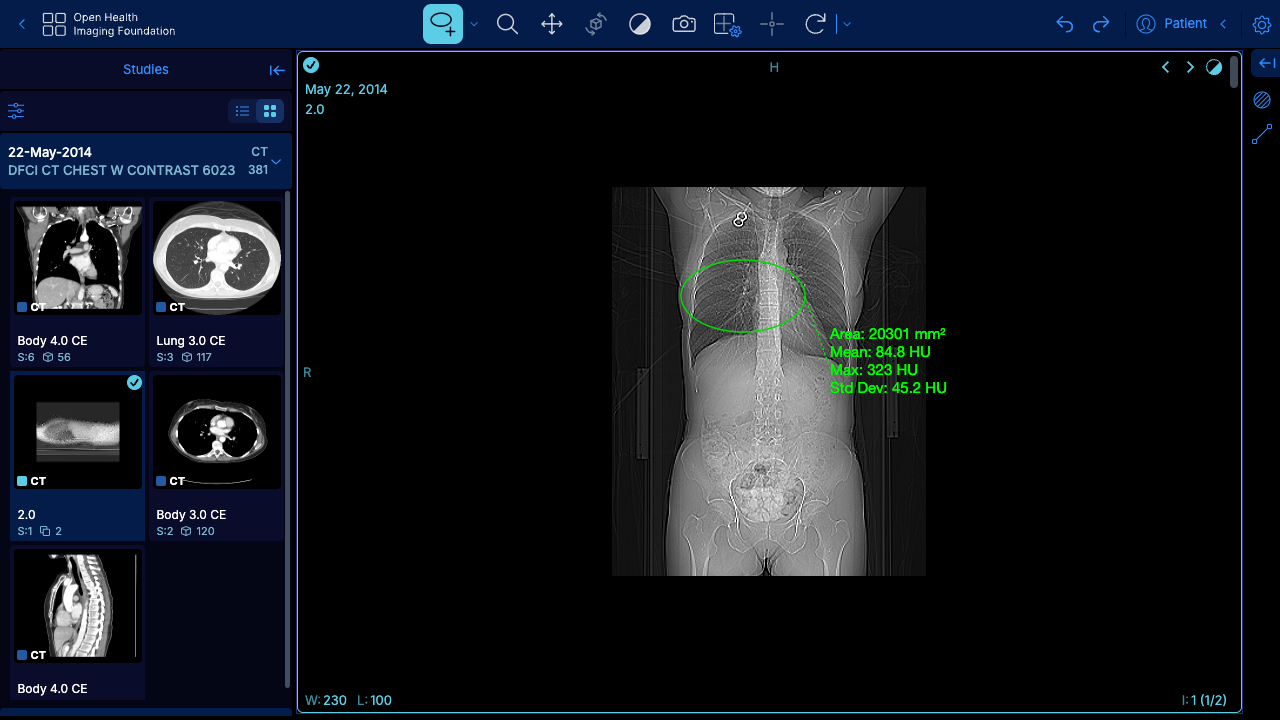 Open Health
Imaging Foundation
Patient
Studies
22-May-2014
CT
DFCI CT CHEST W CONTRAST 6023
381
CT
Body 4.0 CE
S:6 56
CT
Lung 3.0 CE
S:3 117
CT
2.0
S:1 2
CT
Body 3.0 CE
S:2 120
CT
Body 4.0 CE
H
May 22, 2014
2.0
R
Area: 20301 mm²
Mean: 84.8 HU
Max: 323 HU
Std Dev: 45.2 HU
W: 230 L: 100
I: 1 (1/2)